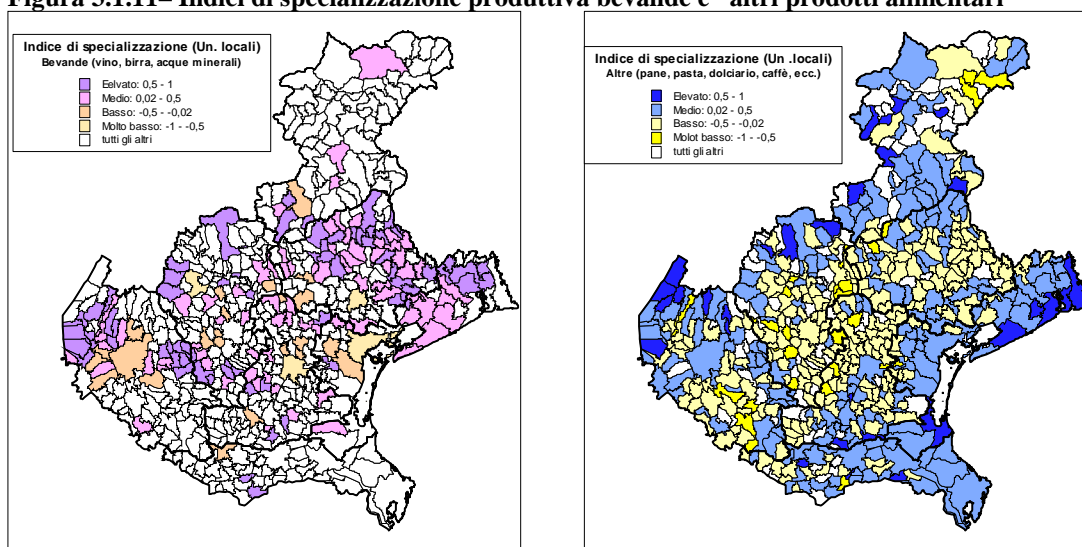 Figura 3.1.11– Indici di specializzazione produttiva bevande e altri prodotti alimentari
Indice di specializzazione (Un. locali)
Bevande (vino, birra, acque minerali)
Eelvato: 0,5 - 1
Medio: 0,02 - 0,5
Basso: -0,5 - -0,02
Molto basso: -1 - -0,5
tutti gli altri
Indice di specializzazione (Un .locali)
Altre (pane, pasta, dolciario, caffè, ecc.)
Elevato: 0,5 - 1
Medio: 0,02 - 0,5
Basso: -0,5 - -0,02
Molot basso: -1 - -0,5
tutti gli altri